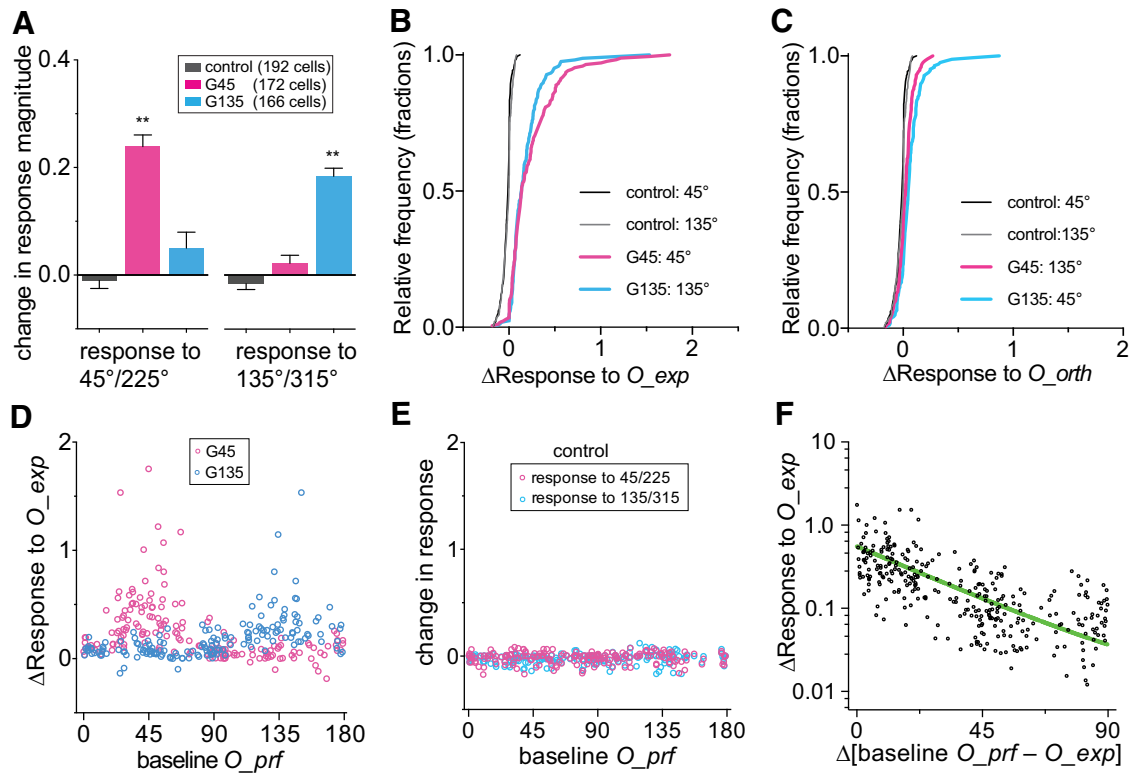 A
change in response magnitude
0.4
0.2
0.0
control (192 cells)
G45 (172 cells)
G135 (166 cells)
**
**
response to
45°/225°
response to
135°/315°
B
Relative frequency (fractions)
1.0
0.5
0.0
control: 45°
control: 135°
G45: 45°
G135: 135°
0 1 2
ΔResponse to O_exp
C
Relative frequency (fractions)
1.0
0.5
0.0
control: 45°
control:135°
G45: 135°
G135: 45°
0 1 2
ΔResponse to O_orth
D
ΔResponse to O_exp
2
1
0
G45
G135
0 45 90 135 180
baseline O_prf
E
change in response
2
1
0
control
response to 45/225
response to 135/315
0 45 90 135 180
baseline O_prf
F
ΔResponse to O_exp
10
1.0
0.1
0.01
0 45 90
Δ[baseline O_prf – O_exp]